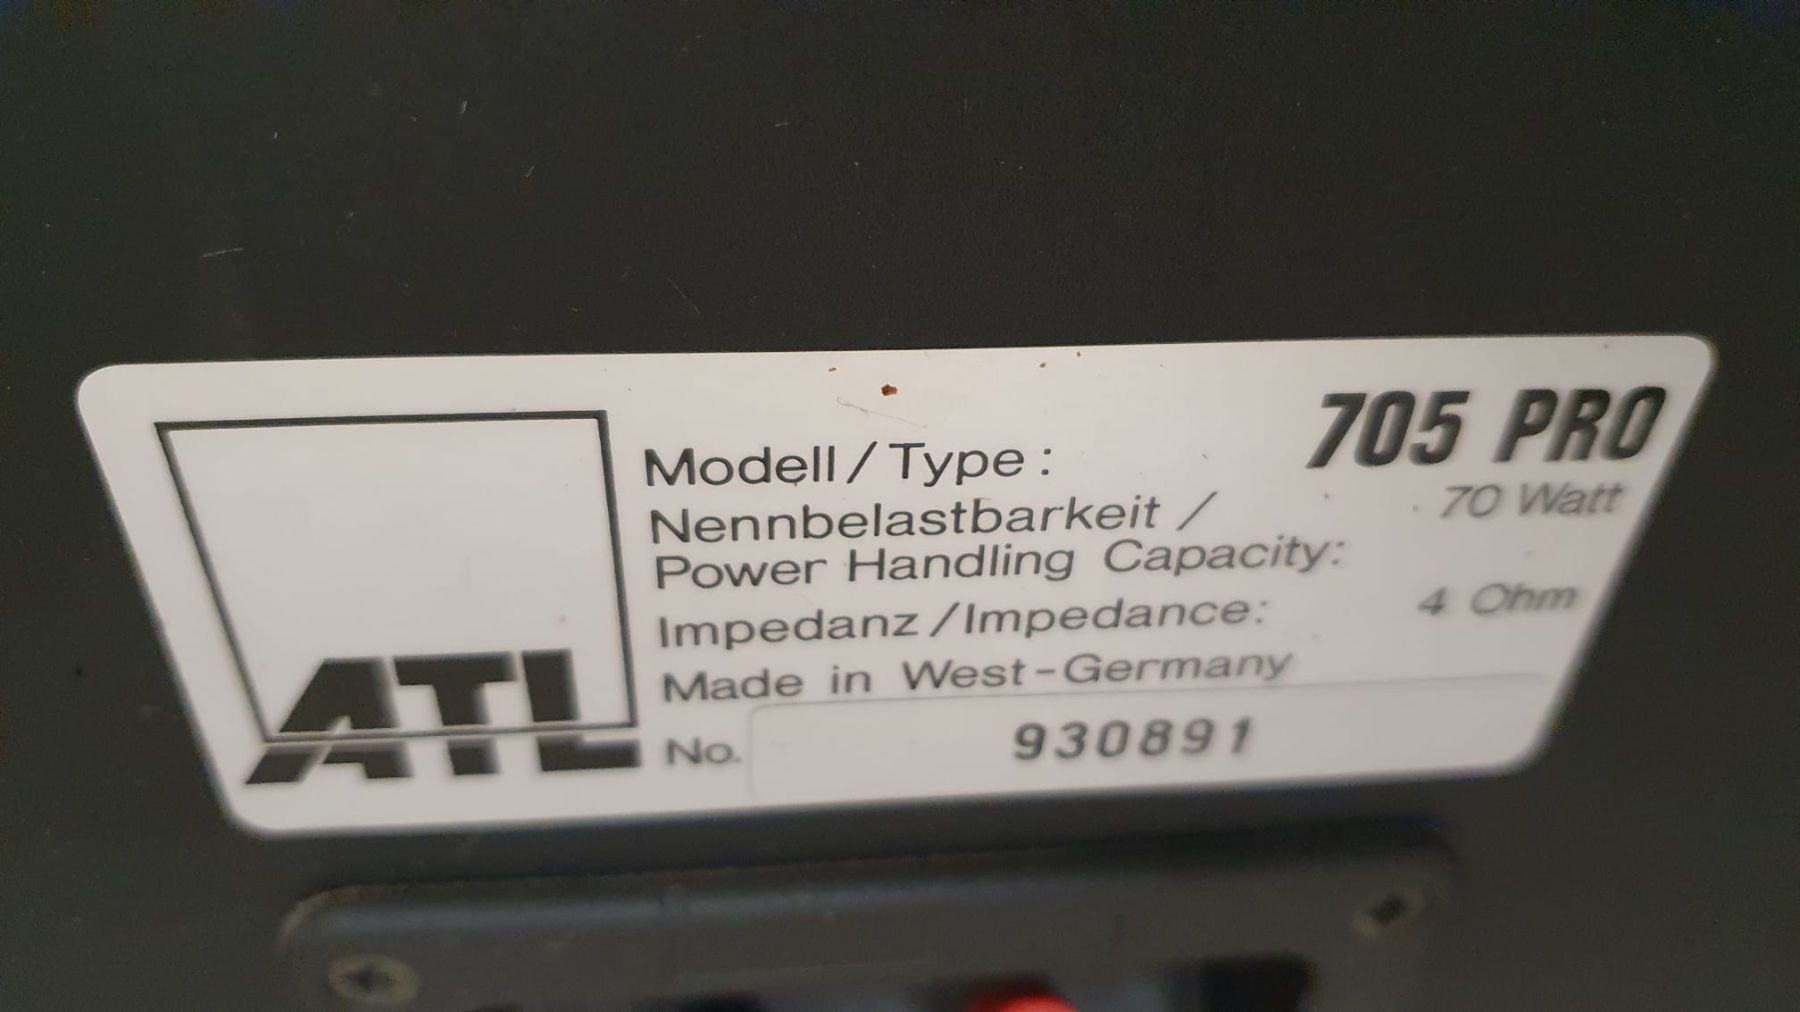 705 PRO
Modell/Type:
70 Watt
Nennbelastbarkeit/
Power Handling Capacity:
4 Ohm
Impedanz/Impedance:
Made in West-Germany
ATL
No. 930891